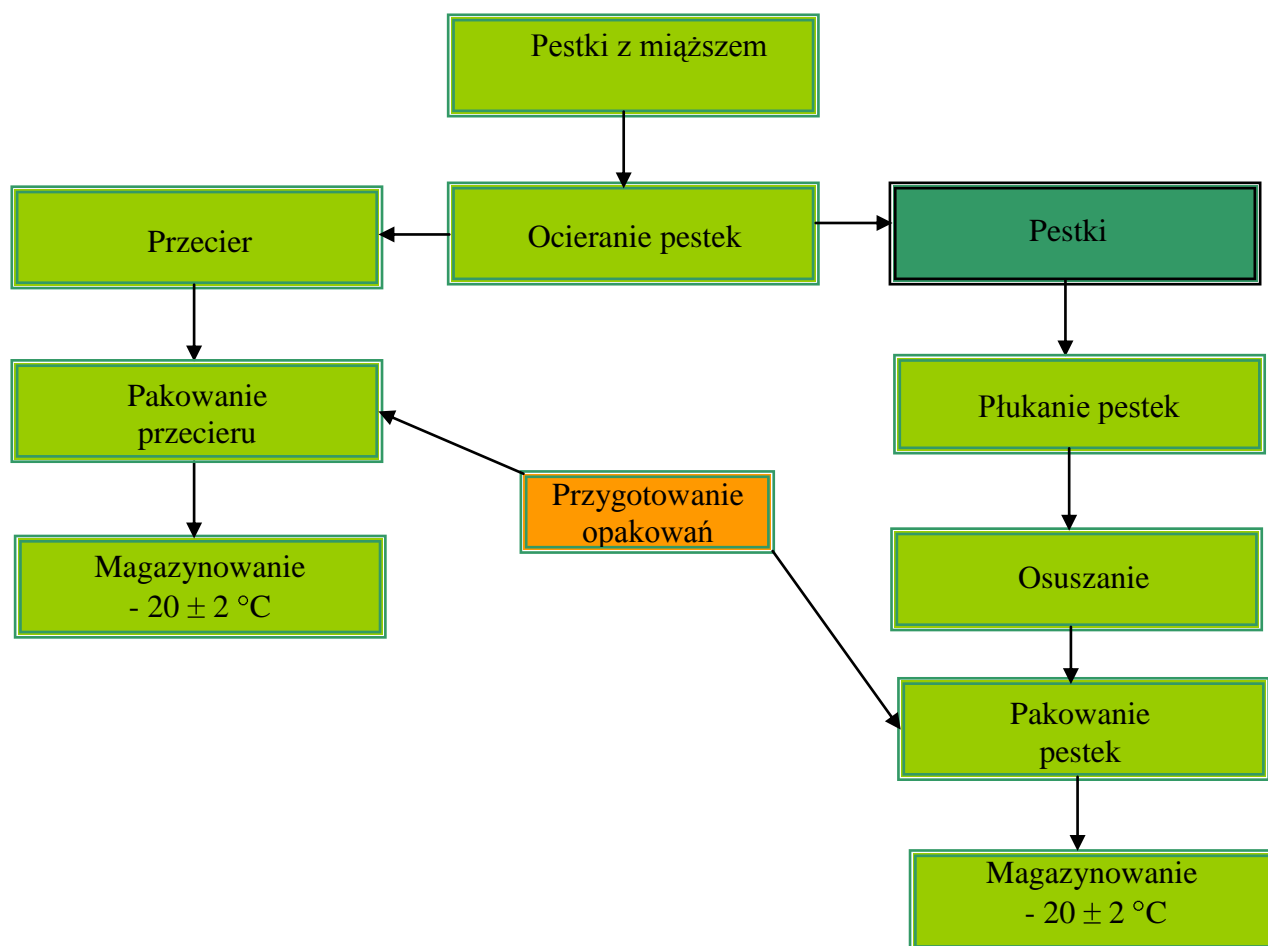 Pestki z miąższem
Przecier
Ocieranie pestek
Pestki
Pakowanie
przecieru
Płukanie pestek
Przygotowanie
opakowań
Magazynowanie
- 20 ± 2 °C
Osuszanie
Pakowanie
pestek
Magazynowanie
- 20 ± 2 °C